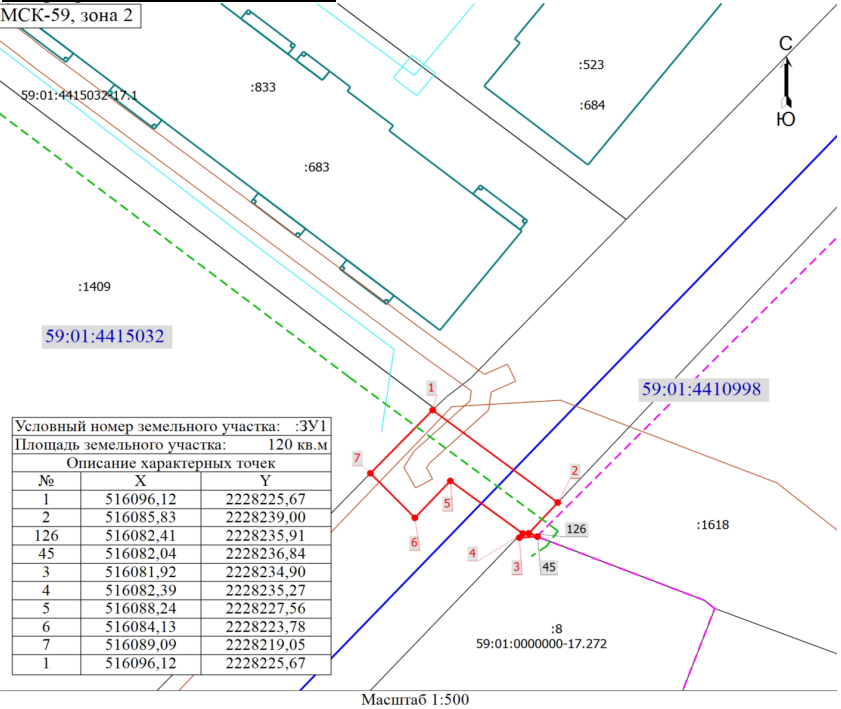 МСК-59, зона 2
С
Ю
:523
:684
:833
59:01:4415032-17.1
:683
:1409
59:01:4415032
59:01:4410998
1
2
7
5
6
126
4
3
45
:1618
:8
59:01:0000000-17.272
Условный номер земельного участка: :ЗУ1
Площадь земельного участка: 120 кв.м
Описание характерных точек
№ X Y
1 516096,12 2228225,67
2 516085,83 2228239,00
126 516082,41 2228235,91
45 516082,04 2228236,84
3 516081,92 2228234,90
4 516082,39 2228235,27
5 516088,24 2228227,56
6 516084,13 2228223,78
7 516089,09 2228219,05
1 516096,12 2228225,67
Масштаб 1:500